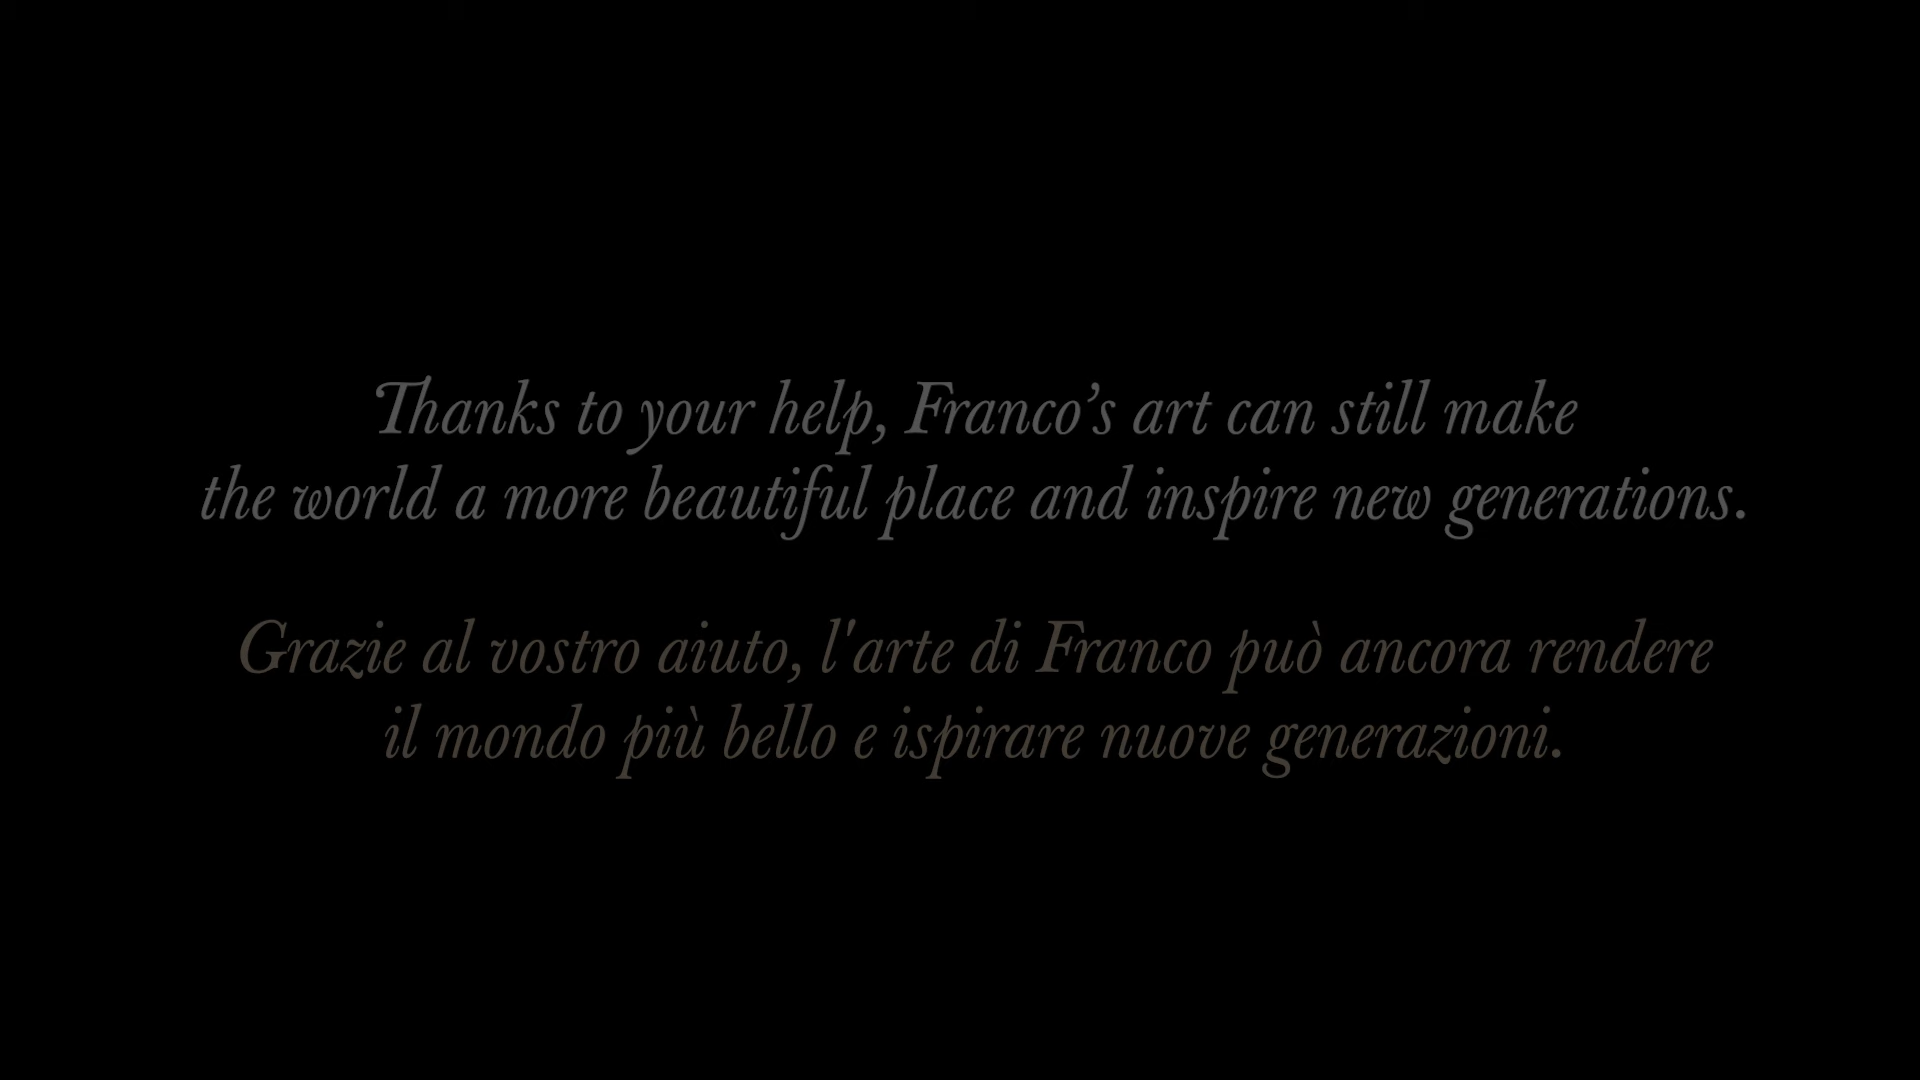 Thanks to your help, Franco’s art can still make
the world a more beautiful place and inspire new generations.
Grazie al vostro aiuto, l'arte di Franco può ancora rendere
il mondo più bello e ispirare nuove generazioni.